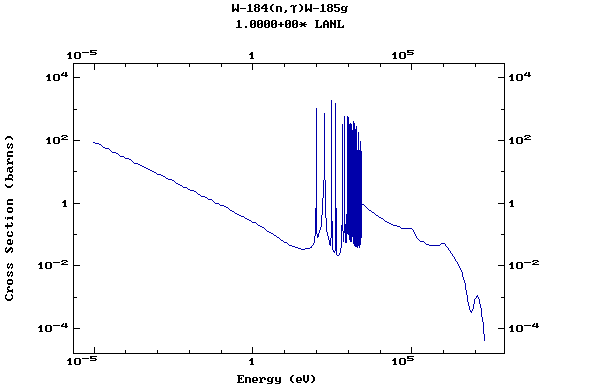 W-184(n,γ)W-185g
1.0000+00* LANL
10⁻⁵ 1 10⁵
10⁴ 10⁴
10² 10²
1 1
10⁻² 10⁻²
10⁻⁴ 10⁻⁴
10⁻⁵ 1 10⁵
Cross Section (barns)
Energy (eV)